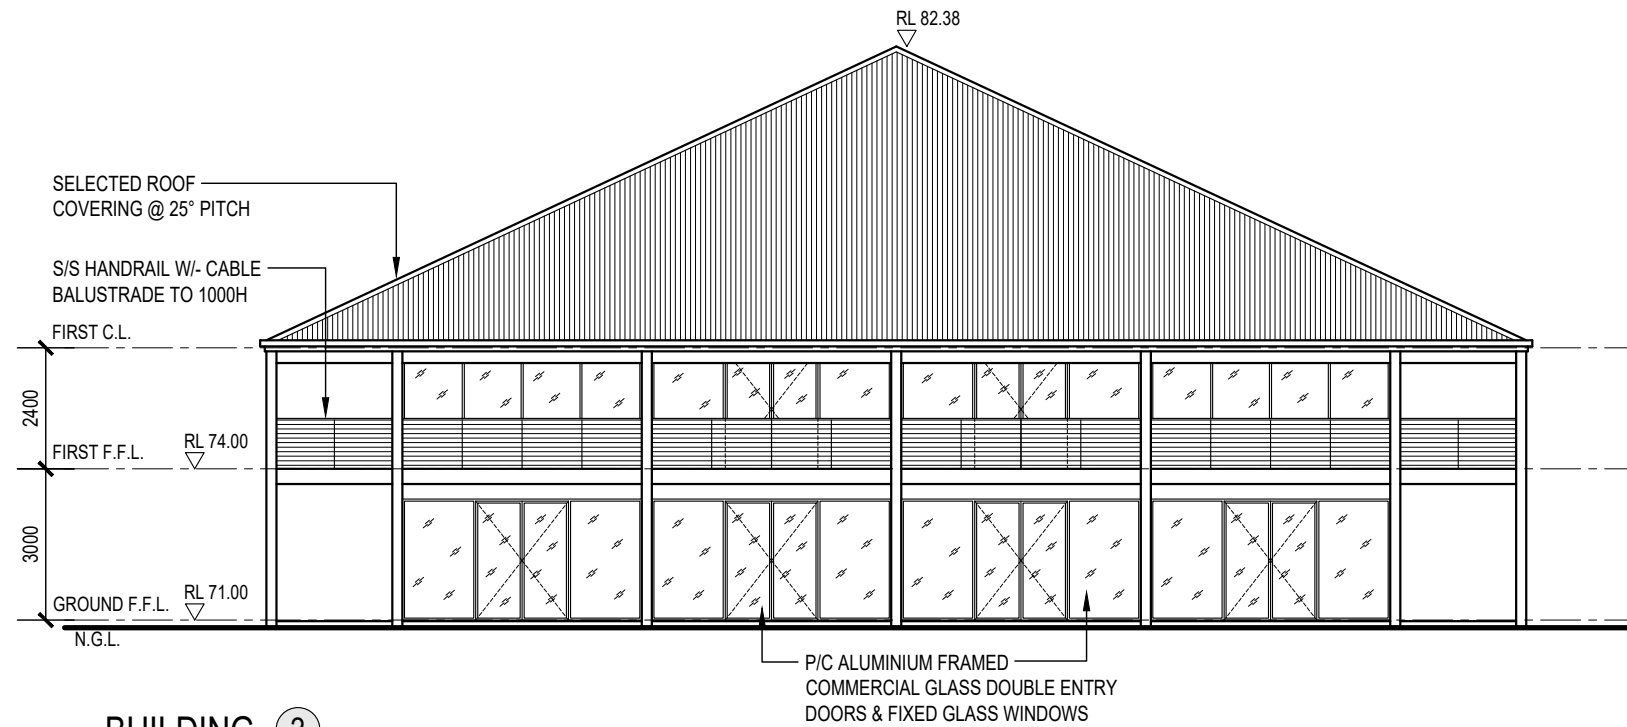 RL 82.38
SELECTED ROOF
COVERING @ 25° PITCH
S/S HANDRAIL W/- CABLE
BALUSTRADE TO 1000H
FIRST C.L.
2400
FIRST F.F.L.
RL 74.00
3000
GROUND F.F.L.
RL 71.00
N.G.L.
P/C ALUMINIUM FRAMED
COMMERCIAL GLASS DOUBLE ENTRY
DOORS & FIXED GLASS WINDOWS
BUILDING 2